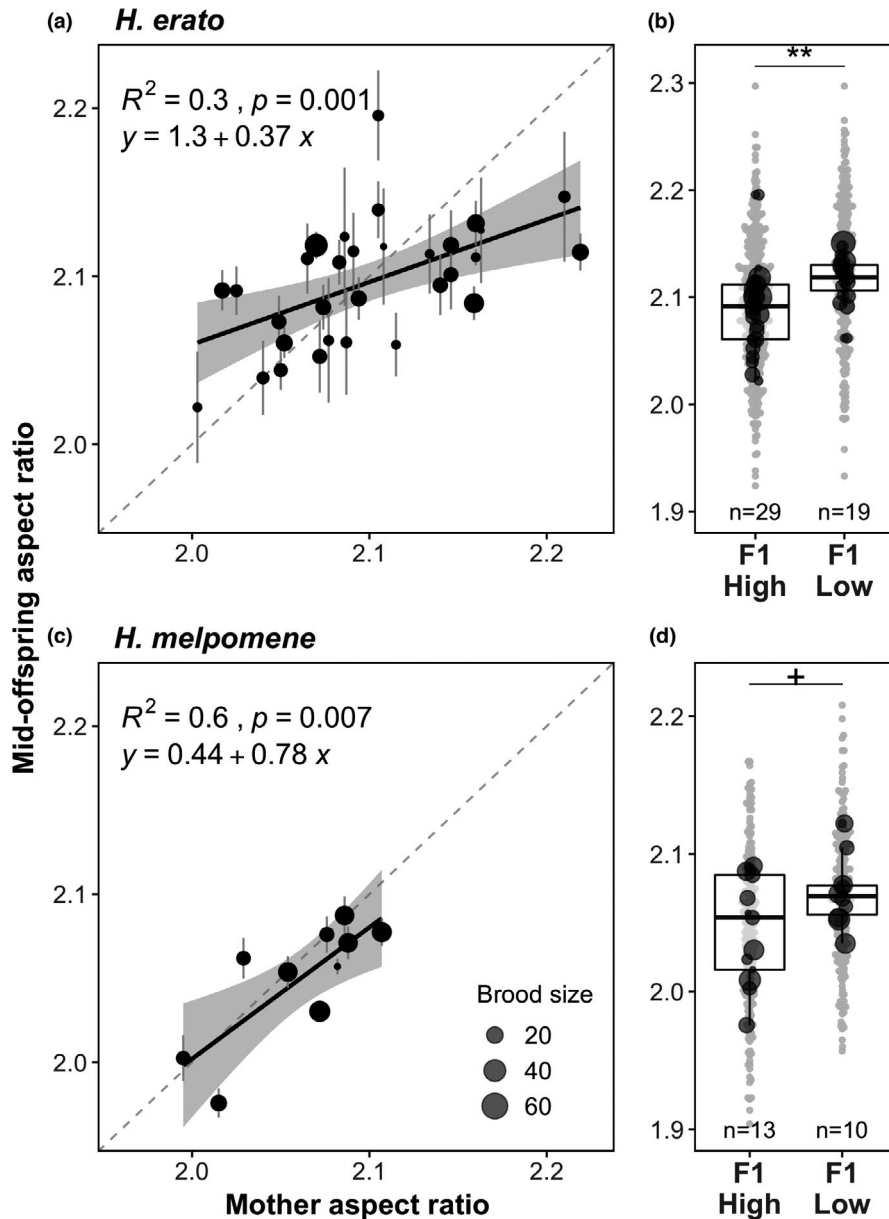 (a) H. erato
R² = 0.3 , p = 0.001
y = 1.3 + 0.37 x
2.2
2.1
2.0
2.0 2.1 2.2
(b)
**
2.3
2.2
2.1
2.0
1.9
n=29 n=19
F1 F1
High Low
Mid-offspring aspect ratio
(c) H. melpomene
R² = 0.6 , p = 0.007
y = 0.44 + 0.78 x
2.2
2.1
2.0
Brood size
20
40
60
2.0 2.1 2.2
Mother aspect ratio
(d)
+
2.2
2.1
2.0
1.9
n=13 n=10
F1 F1
High Low